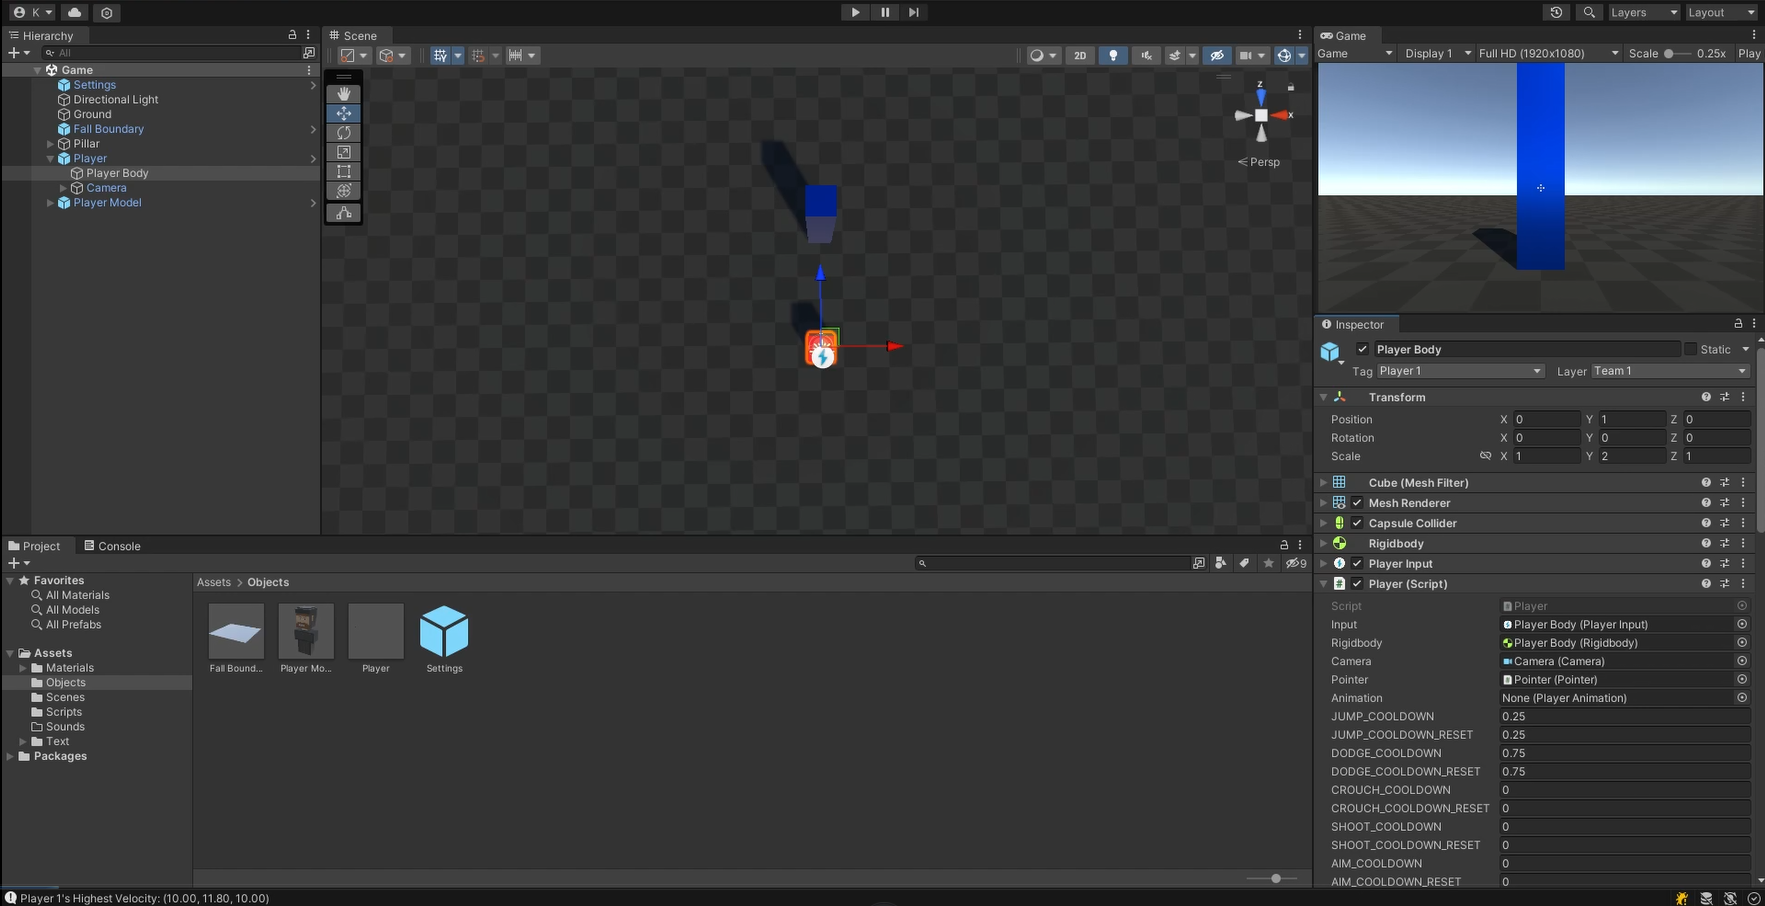 K
Layers
Layout
Hierarchy
All
Game
Settings
Directional Light
Ground
Fall Boundary
Pillar
Player
Player Body
Camera
Player Model
Scene
2D
Z
X
< Persp
Game
Game
Display 1
Full HD (1920x1080)
Scale
0.25x
Play
Inspector
Player Body
Static
Tag
Player 1
Layer
Team 1
Transform
Position X 0 Y 1 Z 0
Rotation X 0 Y 0 Z 0
Scale X 1 Y 2 Z 1
Cube (Mesh Filter)
Mesh Renderer
Capsule Collider
Rigidbody
Player Input
Player (Script)
Script Player
Input Player Body (Player Input)
Rigidbody Player Body (Rigidbody)
Camera Camera (Camera)
Pointer Pointer (Pointer)
Animation None (Player Animation)
JUMP_COOLDOWN 0.25
JUMP_COOLDOWN_RESET 0.25
DODGE_COOLDOWN 0.75
DODGE_COOLDOWN_RESET 0.75
CROUCH_COOLDOWN 0
CROUCH_COOLDOWN_RESET 0
SHOOT_COOLDOWN 0
SHOOT_COOLDOWN_RESET 0
AIM_COOLDOWN 0
AIM_COOLDOWN_RESET 0
Project
Console
9
Favorites
All Materials
All Models
All Prefabs
Assets
Materials
Objects
Scenes
Scripts
Sounds
Text
Packages
Assets > Objects
Fall Bound...
Player Mo...
Player
Settings
Player 1's Highest Velocity: (10.00, 11.80, 10.00)